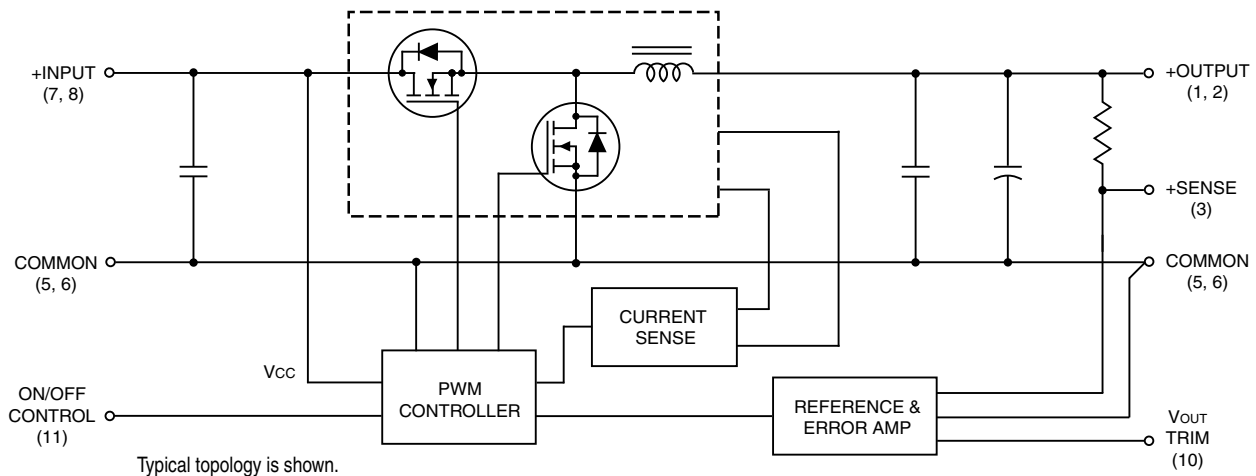 +INPUT
(7, 8)
+OUTPUT
(1, 2)
+SENSE
(3)
COMMON
(5, 6)
COMMON
(5, 6)
CURRENT
SENSE
VCC
PWM
CONTROLLER
ON/OFF
CONTROL
(11)
REFERENCE &
ERROR AMP
VOUT
TRIM
(10)
Typical topology is shown.